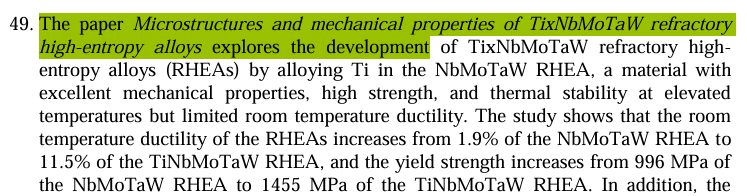 49. The paper Microstructures and mechanical properties of TixNbMoTaW refractory
high-entropy alloys explores the development of TixNbMoTaW refractory high-
entropy alloys (RHEAs) by alloying Ti in the NbMoTaW RHEA, a material with
excellent mechanical properties, high strength, and thermal stability at elevated
temperatures but limited room temperature ductility. The study shows that the room
temperature ductility of the RHEAs increases from 1.9% of the NbMoTaW RHEA to
11.5% of the TiNbMoTaW RHEA, and the yield strength increases from 996 MPa of
the NbMoTaW RHEA to 1455 MPa of the TiNbMoTaW RHEA. In addition, the